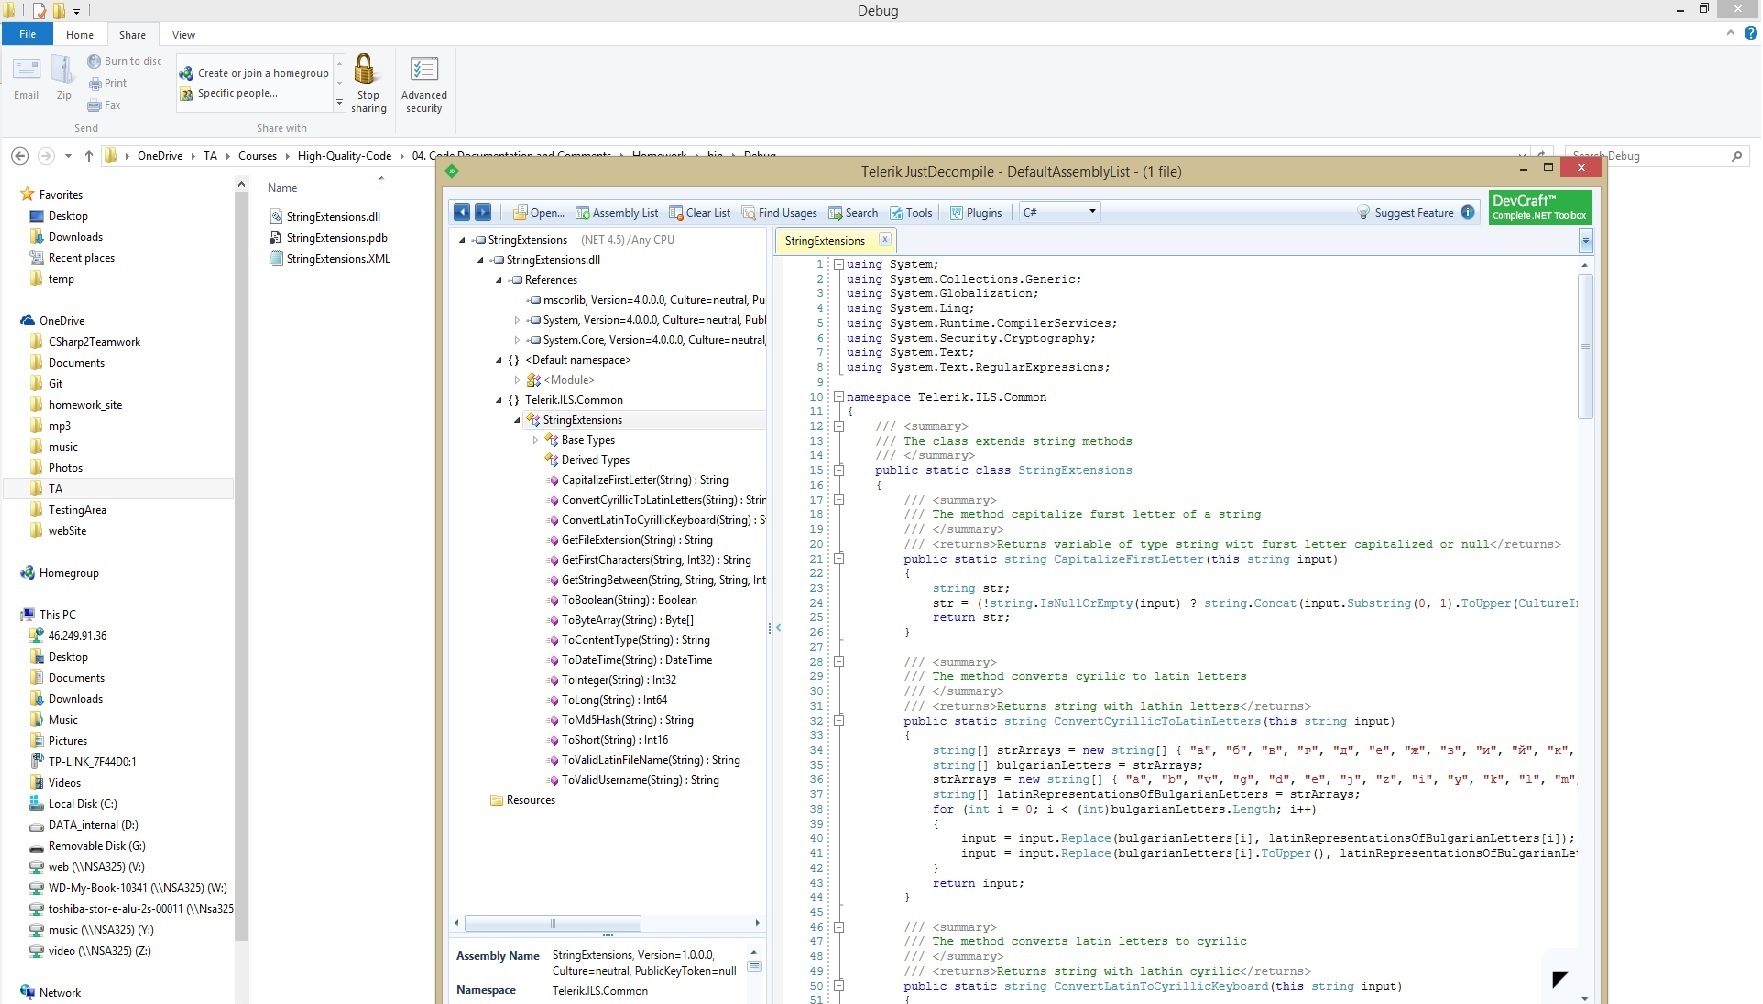 Debug
File Home Share View
Email
Zip
Burn to disc
Print
Fax
Send
Create or join a homegroup
Specific people...
Share with
Stop sharing
Advanced security
OneDrive TA Courses High-Quality-Code 04. Code Documentation and Comments Homework bin Debug
Search Debug
Favorites
Desktop
Downloads
Recent places
temp
OneDrive
CSharp2Teamwork
Documents
Git
homework_site
mp3
music
Photos
TA
TestingArea
webSite
Homegroup
This PC
46.249.91.36
Desktop
Documents
Downloads
Music
Pictures
TP-LINK_7F44D0:1
Videos
Local Disk (C:)
DATA_internal (D:)
Removable Disk (G:)
web (\\NSA325) (V:)
WD-My-Book-10341 (\\NSA325) (W:)
toshiba-stor-e-alu-2s-00011 (\\Nsa325
music (\\NSA325) (Y:)
video (\\NSA325) (Z:)
Network
Name
StringExtensions.dll
StringExtensions.pdb
StringExtensions.XML
Telerik JustDecompile - DefaultAssemblyList - (1 file)
Open... Assembly List Clear List Find Usages Search Tools Plugins C# Suggest Feature
DevCraft™
Complete .NET Toolbox
StringExtensions (NET 4.5) /Any CPU
StringExtensions.dll
References
mscorlib, Version=4.0.0.0, Culture=neutral, Pu
System, Version=4.0.0.0, Culture=neutral, Publ
System.Core, Version=4.0.0.0, Culture=neutral,
{} <Default namespace>
<Module>
{} Telerik.ILS.Common
StringExtensions
Base Types
Derived Types
CapitalizeFirstLetter(String) : String
ConvertCyrillicToLatinLetters(String) : Strin
ConvertLatinToCyrillicKeyboard(String) : S
GetFileExtension(String) : String
GetFirstCharacters(String, Int32) : String
GetStringBetween(String, String, String, Int
ToBoolean(String) : Boolean
ToByteArray(String) : Byte[]
ToContentType(String) : String
ToDateTime(String) : DateTime
ToInteger(String) : Int32
ToLong(String) : Int64
ToMd5Hash(String) : String
ToShort(String) : Int16
ToValidLatinFileName(String) : String
ToValidUsername(String) : String
Resources
Assembly Name StringExtensions, Version=1.0.0.0,
Culture=neutral, PublicKeyToken=null
Namespace Telerik.ILS.Common
StringExtensions
1 using System;
2 using System.Collections.Generic;
3 using System.Globalization;
4 using System.Linq;
5 using System.Runtime.CompilerServices;
6 using System.Security.Cryptography;
7 using System.Text;
8 using System.Text.RegularExpressions;
9
10 namespace Telerik.ILS.Common
11 {
12 /// <summary>
13 /// The class extends string methods
14 /// </summary>
15 public static class StringExtensions
16 {
17 /// <summary>
18 /// The method capitalize furst letter of a string
19 /// </summary>
20 /// <returns>Returns variable of type string witt furst letter capitalized or null</returns>
21 public static string CapitalizeFirstLetter(this string input)
22 {
23 string str;
24 str = (!string.IsNullOrEmpty(input) ? string.Concat(input.Substring(0, 1).ToUpper(CultureI
25 return str;
26 }
27
28 /// <summary>
29 /// The method converts cyrilic to latin letters
30 /// </summary>
31 /// <returns>Returns string with lathin letters</returns>
32 public static string ConvertCyrillicToLatinLetters(this string input)
33 {
34 string[] strArrays = new string[] { "а", "б", "в", "г", "д", "е", "ж", "з", "и", "й", "к",
35 string[] bulgarianLetters = strArrays;
36 strArrays = new string[] { "a", "b", "v", "g", "d", "e", "j", "z", "i", "y", "k", "l", "m",
37 string[] latinRepresentationsOfBulgarianLetters = strArrays;
38 for (int i = 0; i < (int)bulgarianLetters.Length; i++)
39 {
40 input = input.Replace(bulgarianLetters[i], latinRepresentationsOfBulgarianLetters[i]);
41 input = input.Replace(bulgarianLetters[i].ToUpper(), latinRepresentationsOfBulgarianLe
42 }
43 return input;
44 }
45
46 /// <summary>
47 /// The method converts latin letters to cyrilic
48 /// </summary>
49 /// <returns>Returns string with lathin cyrilic</returns>
50 public static string ConvertLatinToCyrillicKeyboard(this string input)
51 {